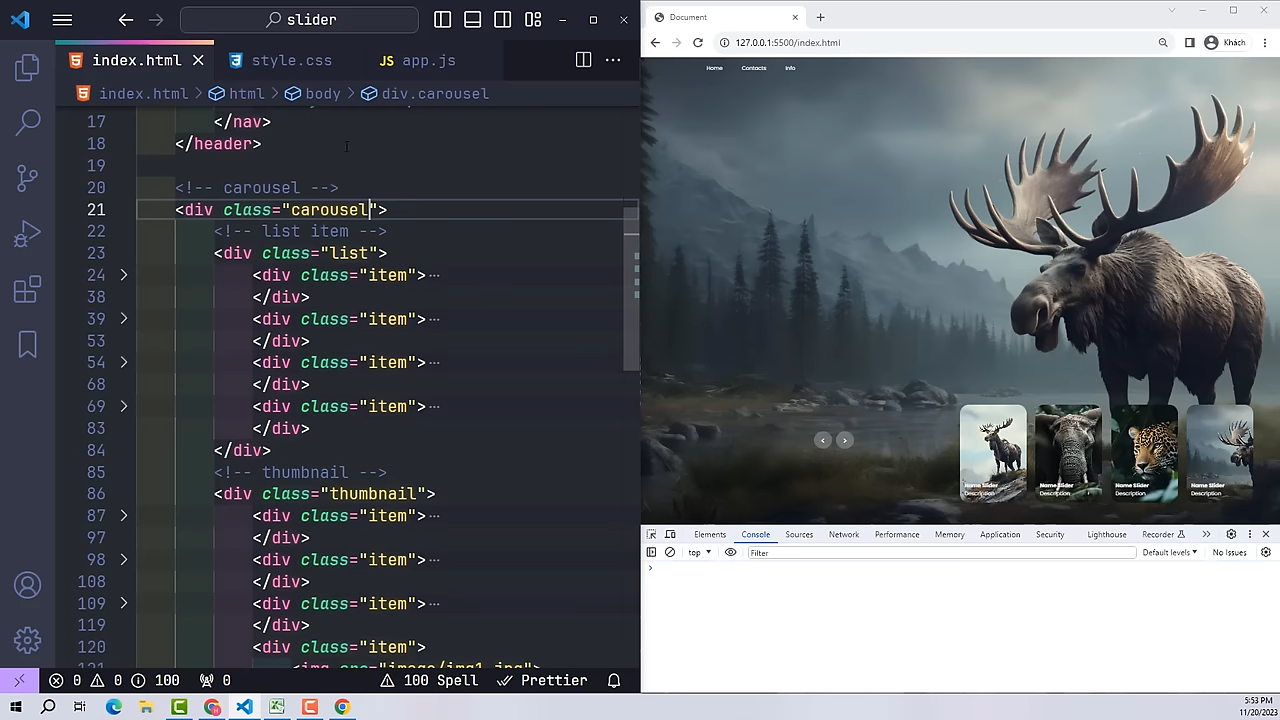 slider
index.html
style.css
JS app.js
index.html > html > body > div.carousel
17 </nav>
18 </header>
19
20 <!-- carousel -->
21 <div class="carousel">
22 <!-- list item -->
23 <div class="list">
24 <div class="item">
38 </div>
39 <div class="item">
53 </div>
54 <div class="item">
68 </div>
69 <div class="item">
83 </div>
84 </div>
85 <!-- thumbnail -->
86 <div class="thumbnail">
87 <div class="item">
97 </div>
98 <div class="item">
108 </div>
109 <div class="item">
119 </div>
120 <div class="item">
121 <img src="image/img1.jpg">
0 0 100 0 100 Spell Prettier
Document
127.0.0.1:5500/index.html Khách
Home Contacts Info
Name Slider
Description
Name Slider
Description
Name Slider
Description
Name Slider
Description
Elements Console Sources Network Performance Memory Application Security Lighthouse Recorder
top Filter Default levels No Issues
5:53 PM
11/20/2023